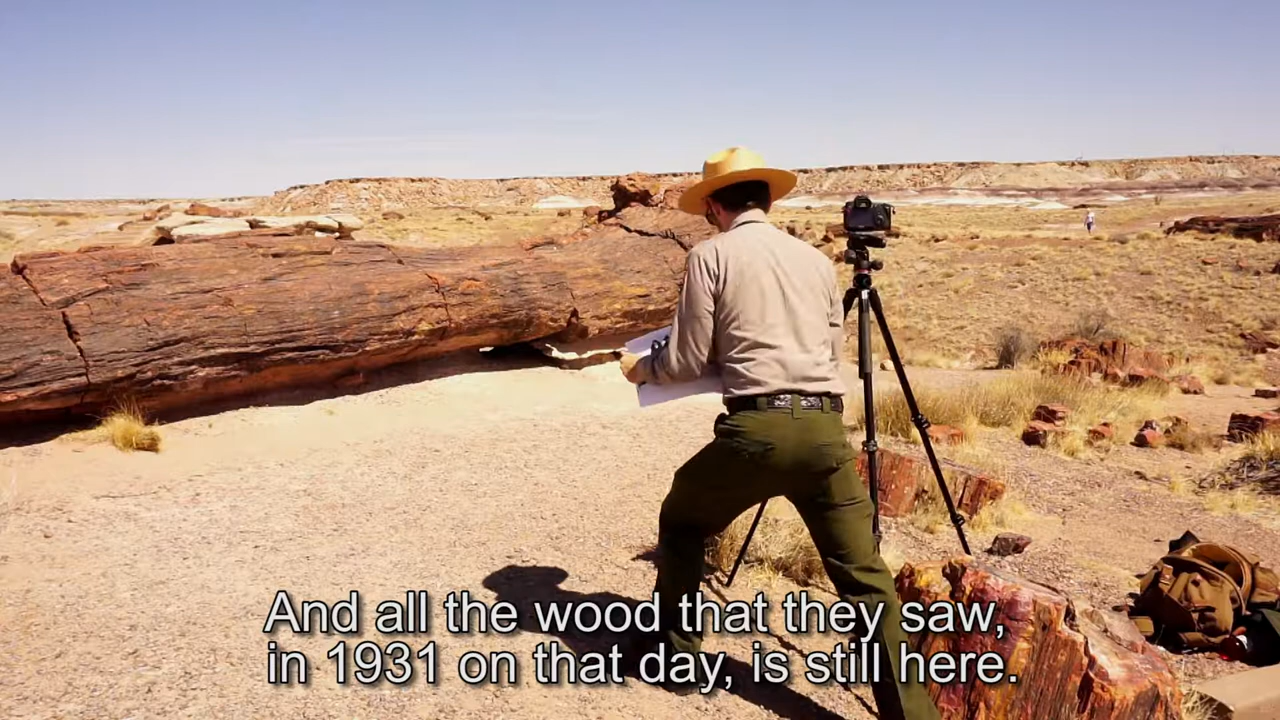 And all the wood that they saw,
in 1931 on that day, is still here.